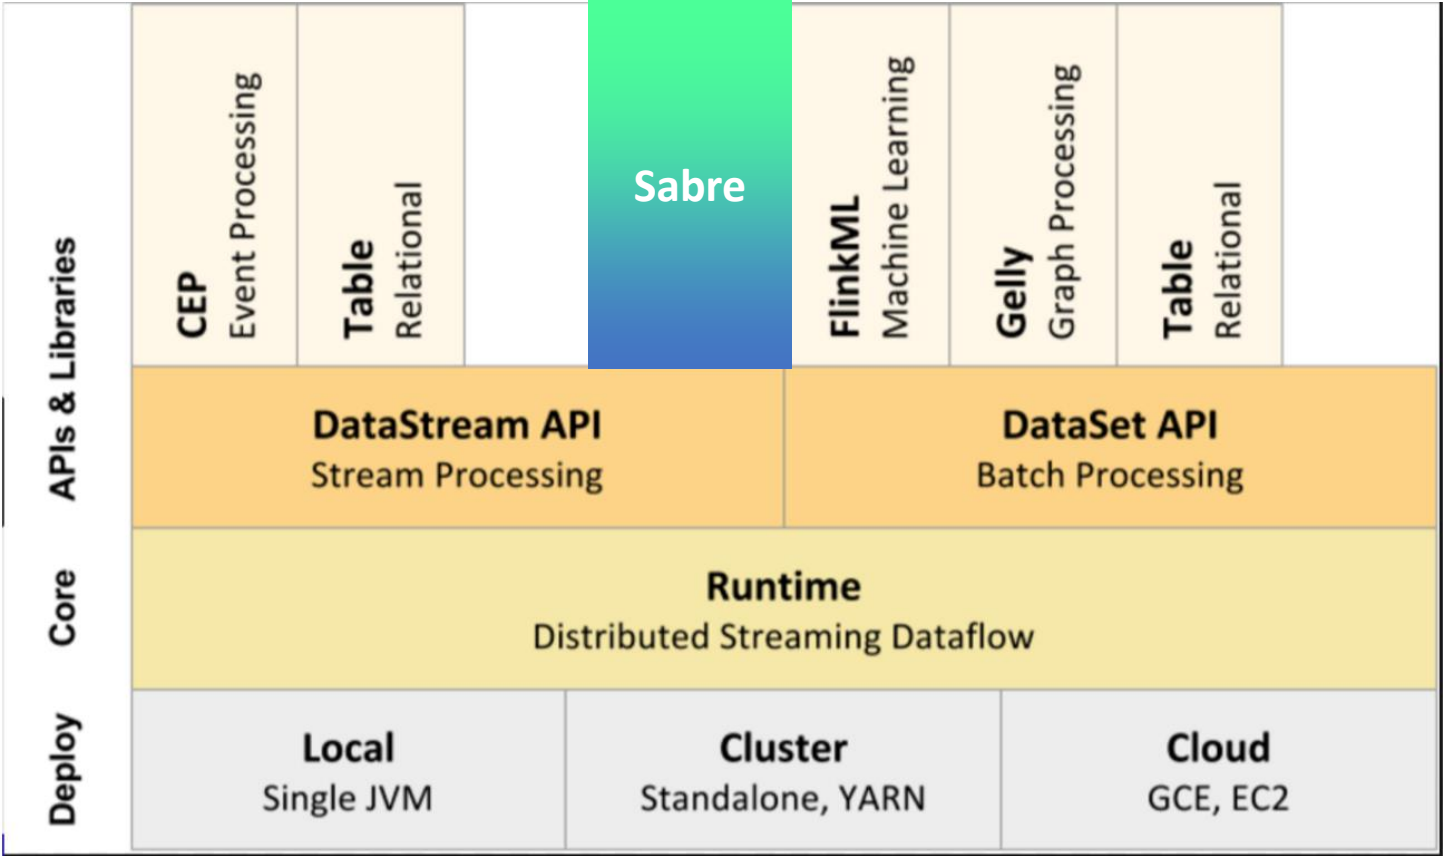 APIs & Libraries
CEP
Event Processing
Table
Relational
Sabre
FlinkML
Machine Learning
Gelly
Graph Processing
Table
Relational
DataStream API
Stream Processing
DataSet API
Batch Processing
Core
Runtime
Distributed Streaming Dataflow
Deploy
Local
Single JVM
Cluster
Standalone, YARN
Cloud
GCE, EC2